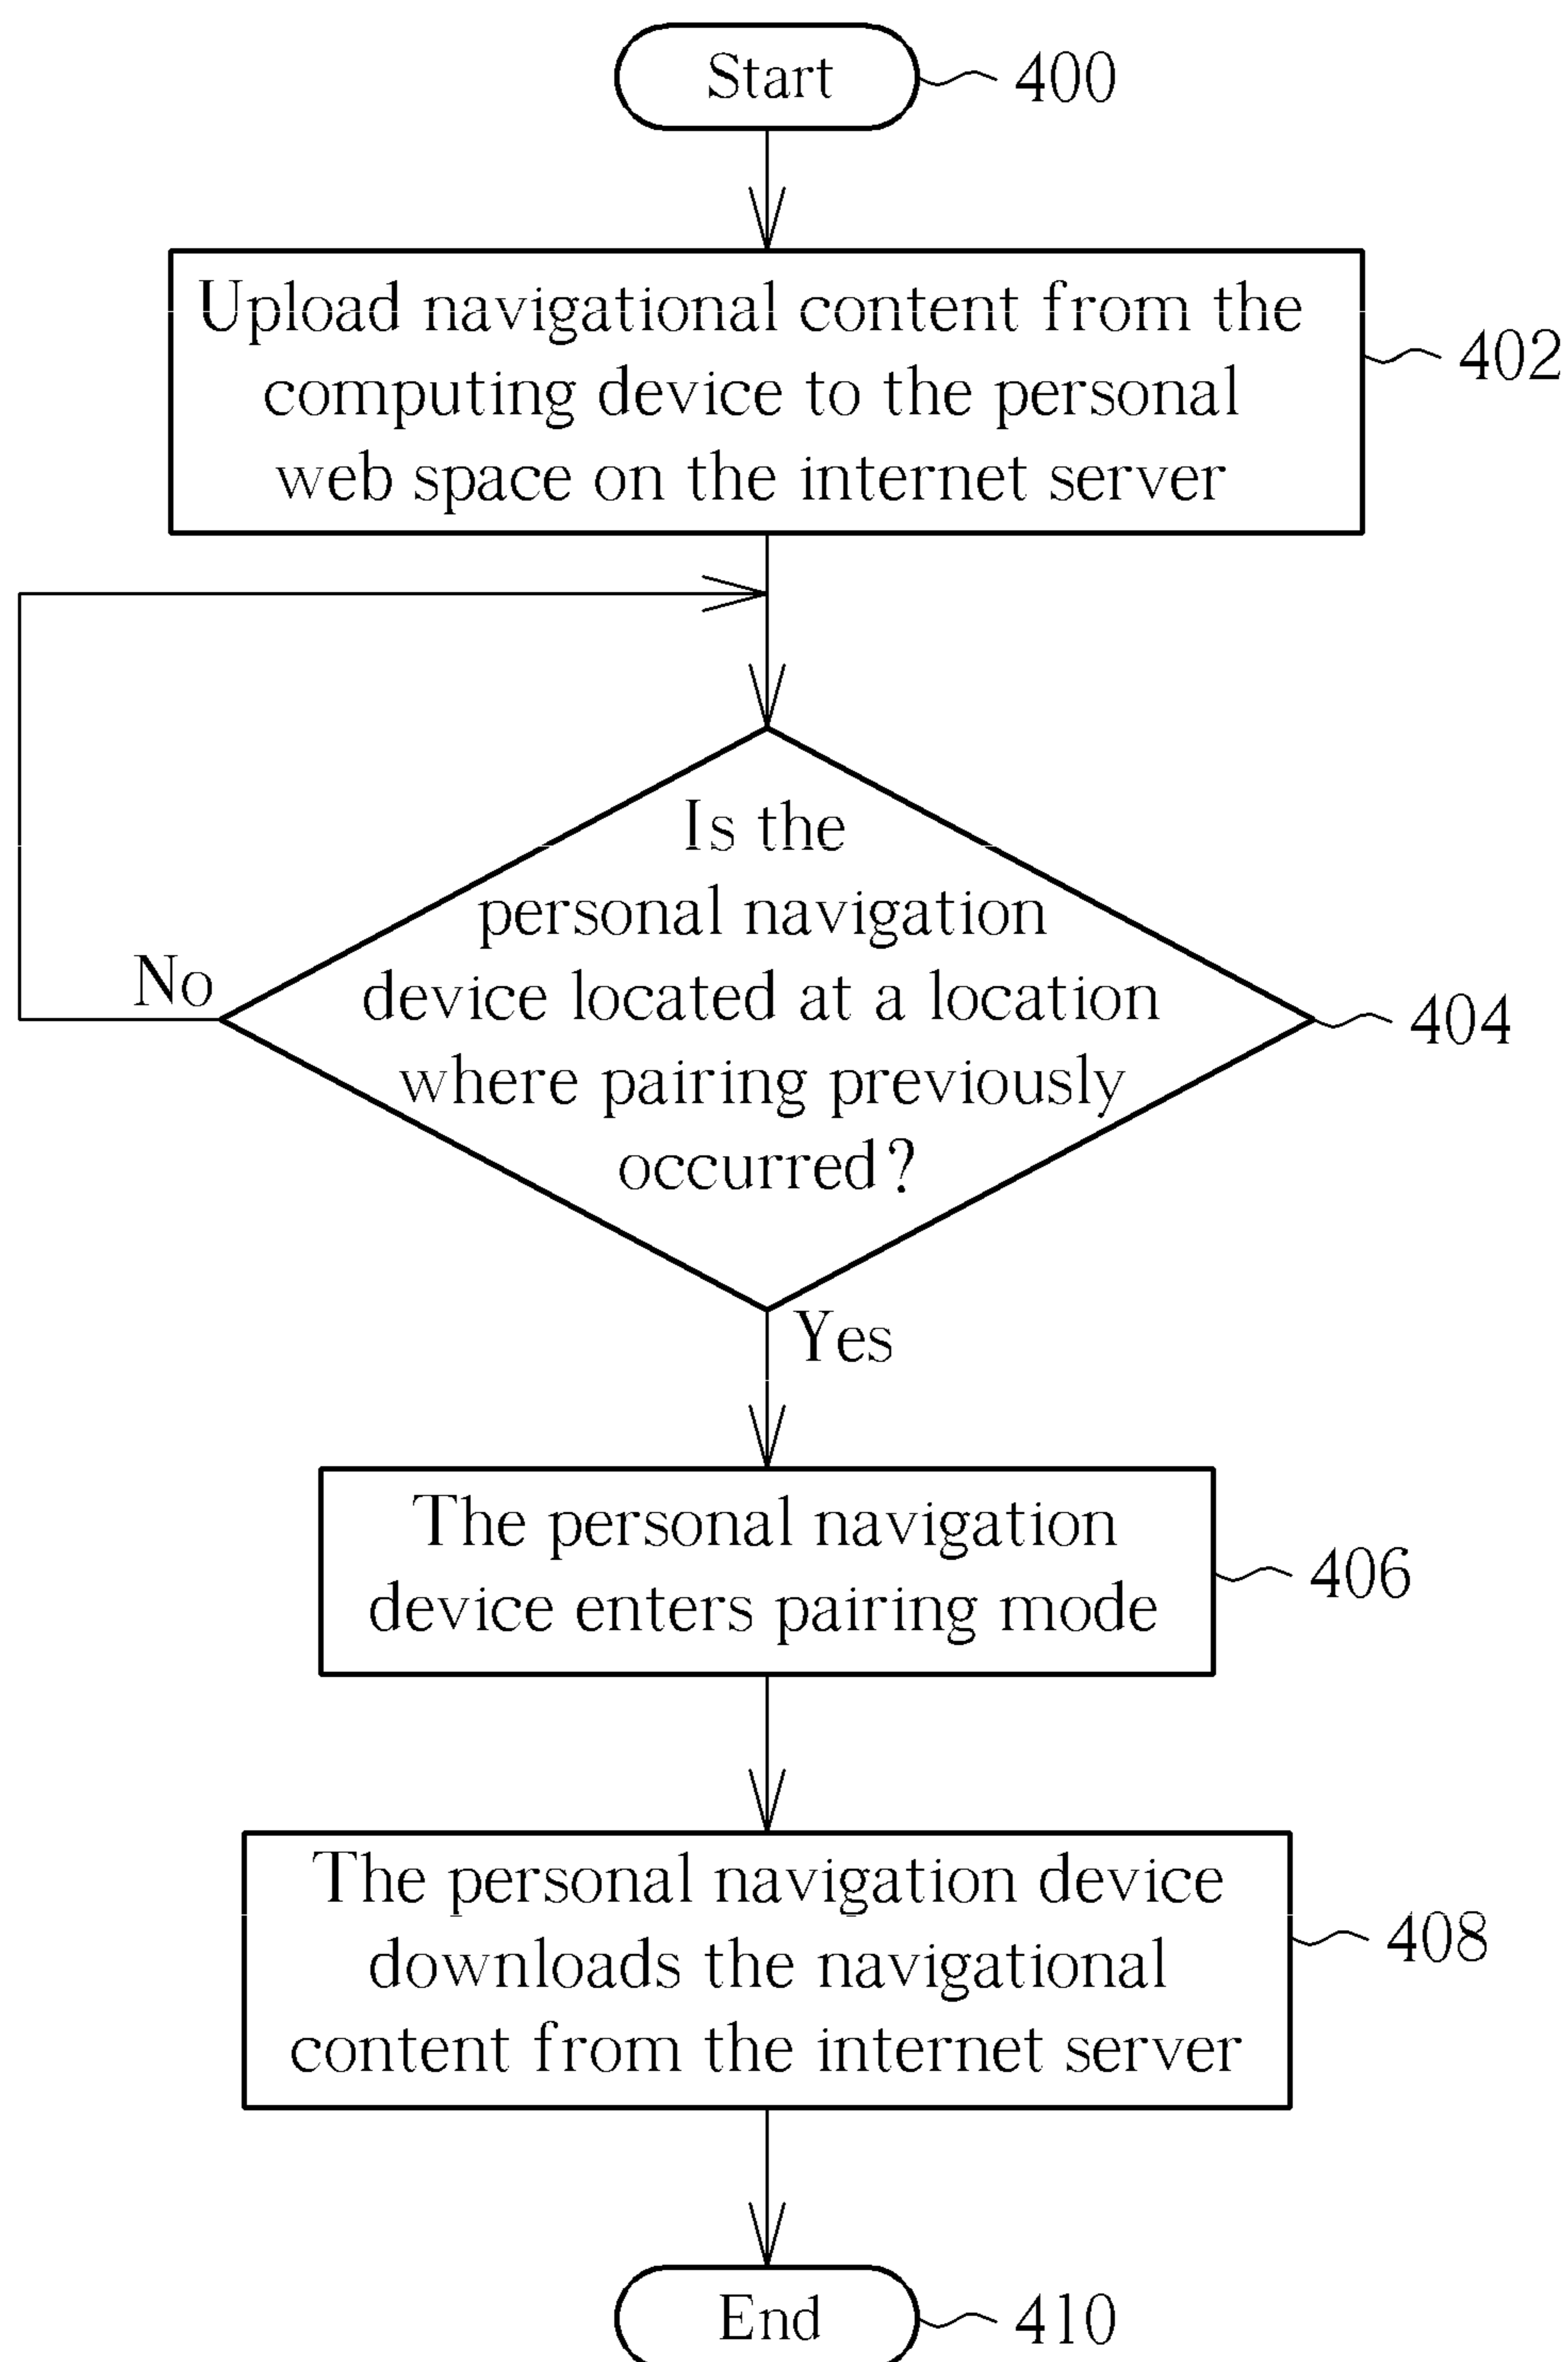 Start
400
Upload navigational content from the
computing device to the personal
web space on the internet server
402
Is the
personal navigation
device located at a location
where pairing previously
occurred?
404
No
Yes
The personal navigation
device enters pairing mode
406
The personal navigation device
downloads the navigational
content from the internet server
408
End
410